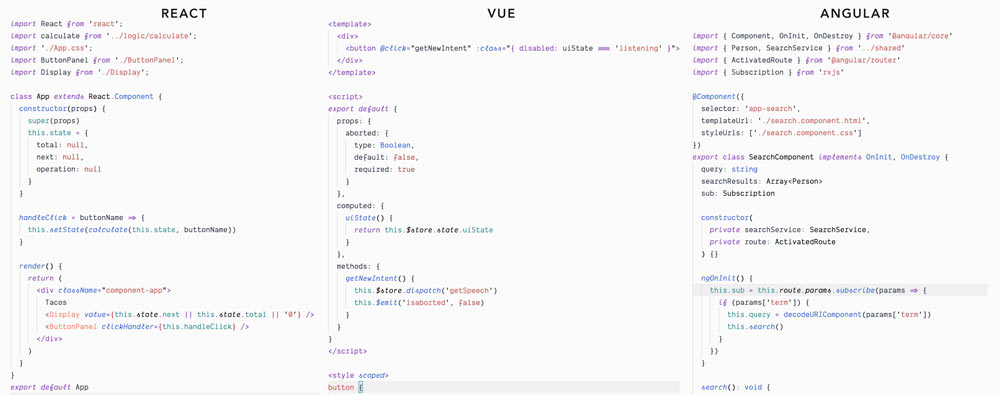 REACT
import React from 'react';
import calculate from '../logic/calculate';
import './App.css';
import ButtonPanel from './ButtonPanel';
import Display from './Display';
class App extends React.Component {
constructor(props) {
super(props)
this.state = {
total: null,
next: null,
operation: null
}
}
handleClick = buttonName => {
this.setState(calculate(this.state, buttonName))
}
render() {
return (
<div className="component-app">
Tacos
<Display value={this.state.next || this.state.total || '0'} />
<ButtonPanel clickHandler={this.handleClick} />
</div>
)
}
}
export default App
VUE
<template>
<div>
<button @click="getNewIntent" :class="{ disabled: uiState === 'listening' }">
</div>
</template>
<script>
export default {
props: {
aborted: {
type: Boolean,
default: false,
required: true
}
},
computed: {
uiState() {
return this.$store.state.uiState
}
},
methods: {
getNewIntent() {
this.$store.dispatch('getSpeech')
this.$emit('isaborted', false)
}
}
}
</script>
<style scoped>
button {
ANGULAR
import { Component, OnInit, OnDestroy } from '@angular/core'
import { Person, SearchService } from '../shared'
import { ActivatedRoute } from '@angular/router'
import { Subscription } from 'rxjs'
@Component({
selector: 'app-search',
templateUrl: './search.component.html',
styleUrls: ['./search.component.css']
})
export class SearchComponent implements OnInit, OnDestroy {
query: string
searchResults: Array<Person>
sub: Subscription
constructor(
private searchService: SearchService,
private route: ActivatedRoute
) {}
ngOnInit() {
this.sub = this.route.params.subscribe(params => {
if (params['term']) {
this.query = decodeURIComponent(params['term'])
this.search()
}
})
}
search(): void {